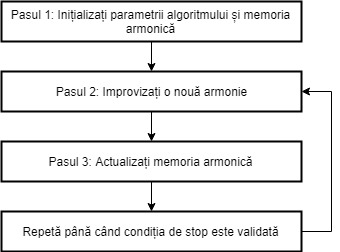 Pasul 1: Inițializați parametrii algoritmului și memoria
armonică
Pasul 2: Improvizați o nouă armonie
Pasul 3: Actualizați memoria armonică
Repetă până când condiția de stop este validată